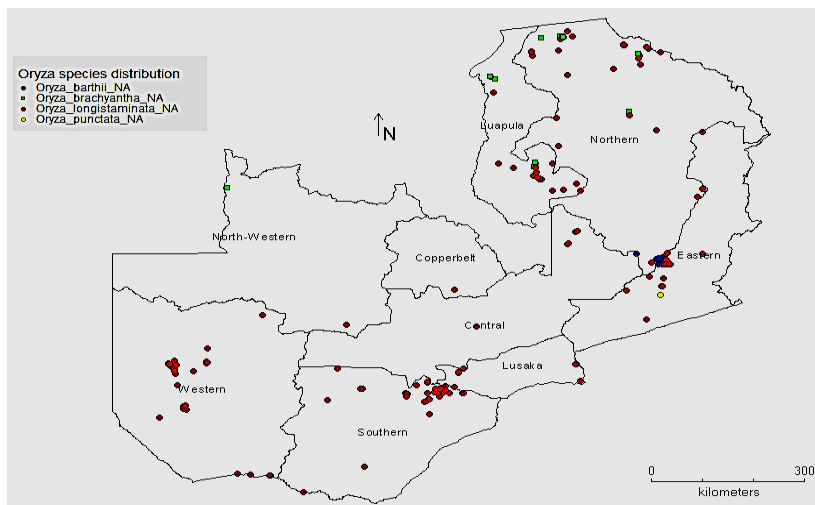 Oryza species distribution
Oryza_barthii_NA
Oryza_brachyantha_NA
Oryza_longistaminata_NA
Oryza_punctata_NA
N
Luapula
Northern
North-Western
Copperbelt
Eastern
Central
Lusaka
Western
Southern
0 300
kilometers